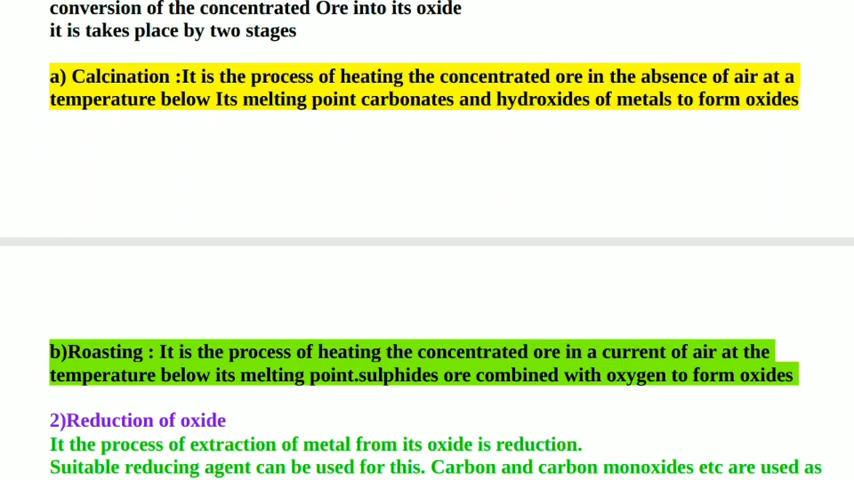 conversion of the concentrated Ore into its oxide
it is takes place by two stages
a) Calcination :It is the process of heating the concentrated ore in the absence of air at a
temperature below Its melting point carbonates and hydroxides of metals to form oxides
b)Roasting : It is the process of heating the concentrated ore in a current of air at the
temperature below its melting point.sulphides ore combined with oxygen to form oxides
2)Reduction of oxide
It the process of extraction of metal from its oxide is reduction.
Suitable reducing agent can be used for this. Carbon and carbon monoxides etc are used as